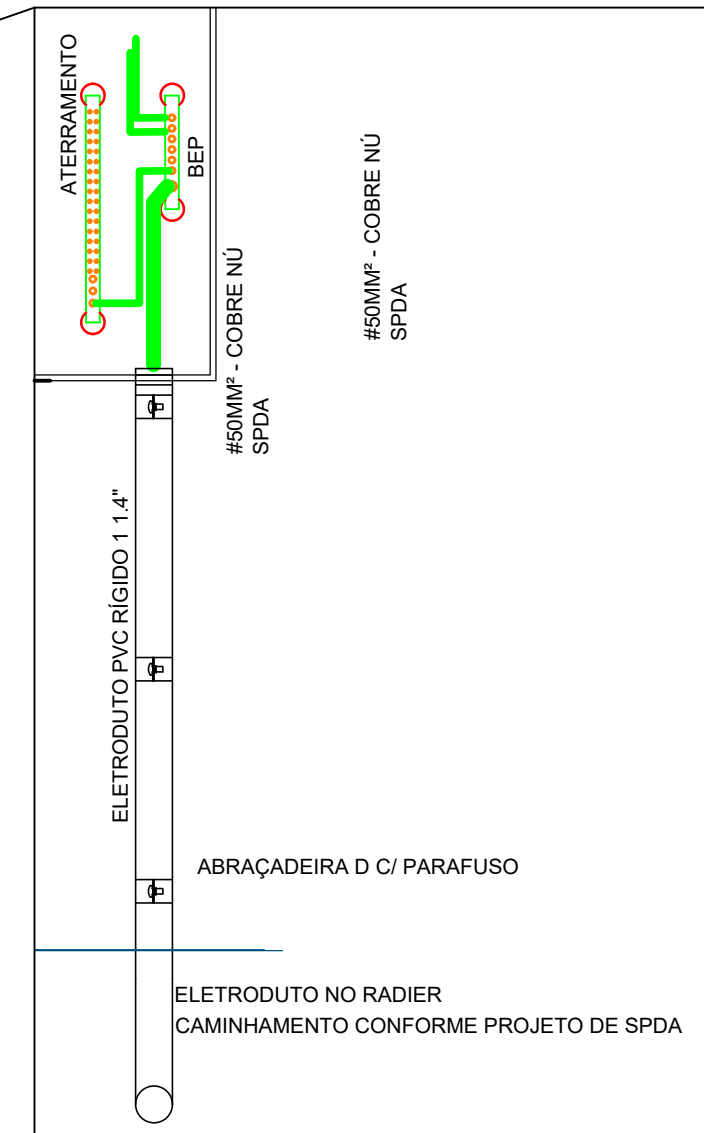 ATERRAMENTO
BEP
#50MM² - COBRE NÚ
SPDA
#50MM² - COBRE NÚ
SPDA
ELETRODUTO PVC RÍGIDO 1 1.4"
ABRAÇADEIRA D C/ PARAFUSO
ELETRODUTO NO RADIER
CAMINHAMENTO CONFORME PROJETO DE SPDA